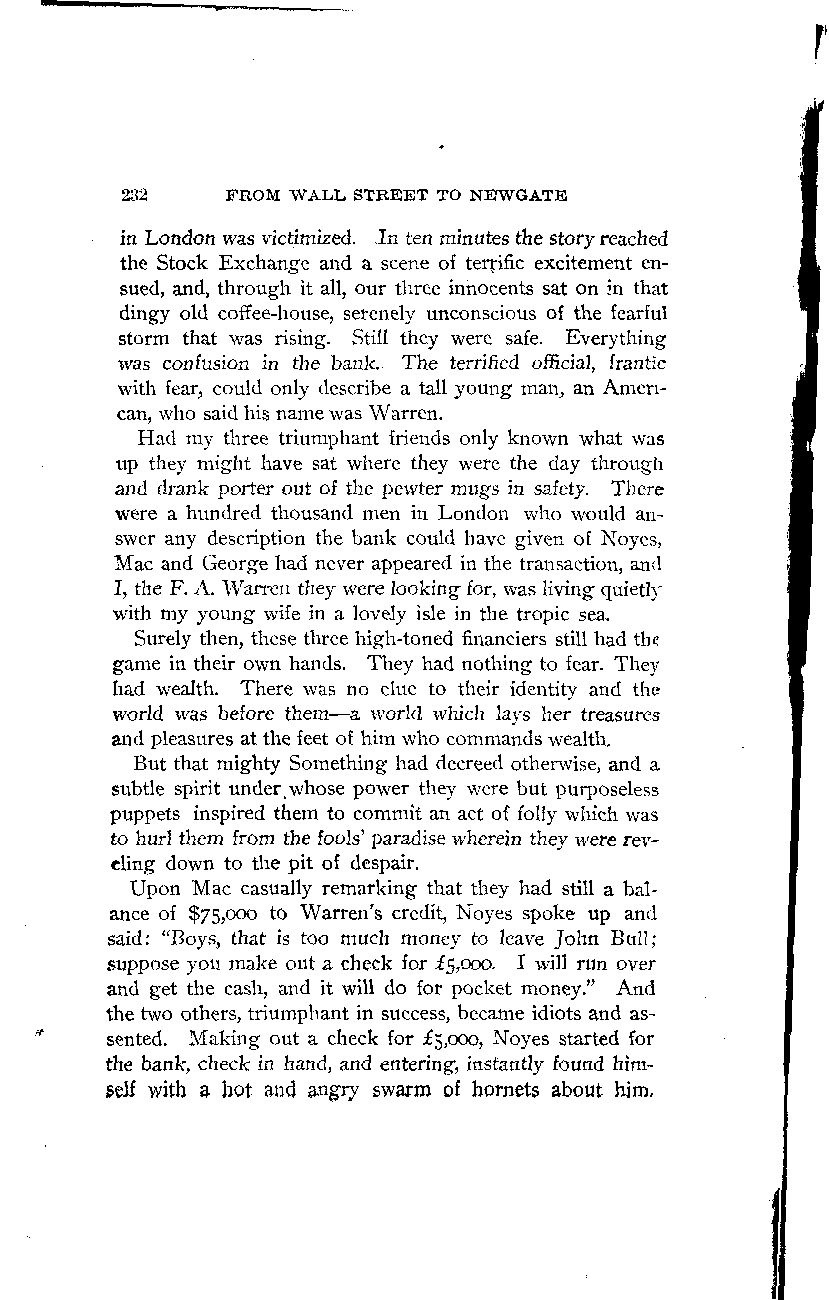 232 FROM WALL STREET TO NEWGATE
in London was victimized. In ten minutes the story reached
the Stock Exchange and a scene of terrific excitement en-
sued, and, through it all, our three innocents sat on in that
dingy old coffee-house, serenely unconscious of the fearful
storm that was rising. Still they were safe. Everything
was confusion in the bank. The terrified official, frantic
with fear, could only describe a tall young man, an Ameri-
can, who said his name was Warren.
Had my three triumphant friends only known what was
up they might have sat where they were the day through
and drank porter out of the pewter mugs in safety. There
were a hundred thousand men in London who would an-
swer any description the bank could have given of Noyes,
Mac and George had never appeared in the transaction, and
I, the F. A. Warren they were looking for, was living quietly
with my young wife in a lovely isle in the tropic sea.
Surely then, these three high-toned financiers still had the
game in their own hands. They had nothing to fear. They
had wealth. There was no clue to their identity and the
world was before them—a world which lays her treasures
and pleasures at the feet of him who commands wealth.
But that mighty Something had decreed otherwise, and a
subtle spirit under whose power they were but purposeless
puppets inspired them to commit an act of folly which was
to hurl them from the fools' paradise wherein they were rev-
eling down to the pit of despair.
Upon Mac casually remarking that they had still a bal-
ance of $75,000 to Warren's credit, Noyes spoke up and
said: "Boys, that is too much money to leave John Bull;
suppose you make out a check for £5,000. I will run over
and get the cash, and it will do for pocket money." And
the two others, triumphant in success, became idiots and as-
sented. Making out a check for £5,000, Noyes started for
the bank, check in hand, and entering, instantly found him-
self with a hot and angry swarm of hornets about him.